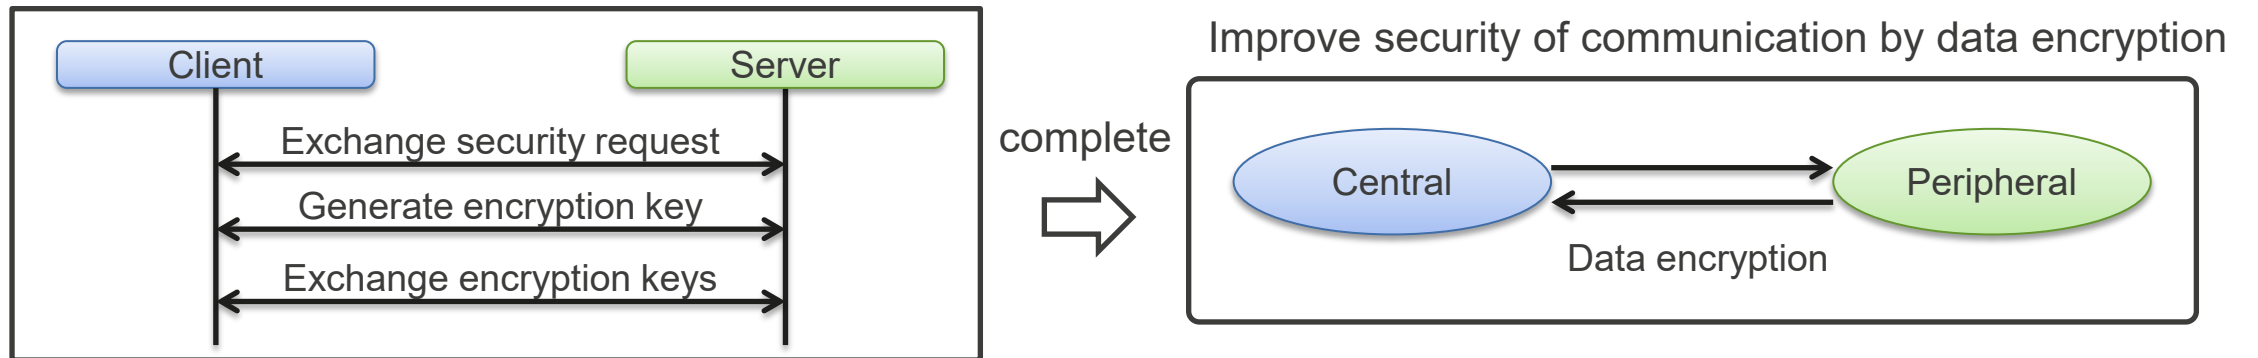 Client
Server
Exchange security request
Generate encryption key
Exchange encryption keys
complete
Improve security of communication by data encryption
Central
Peripheral
Data encryption